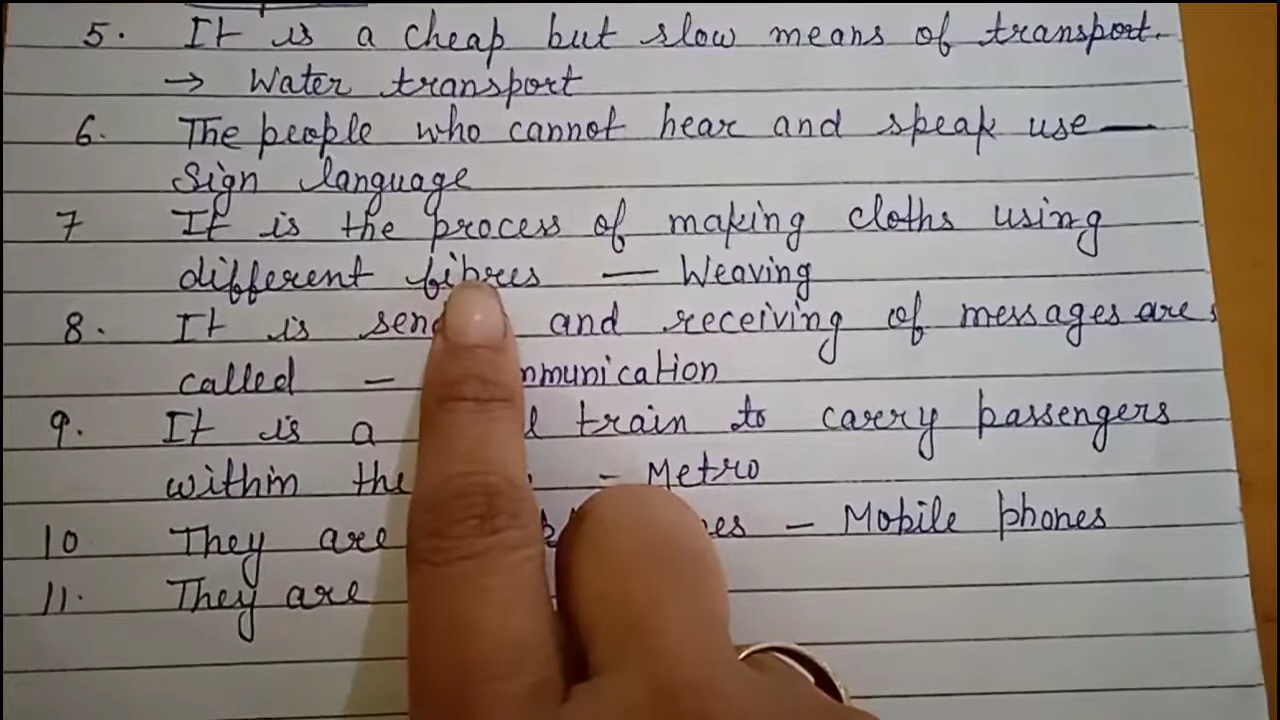 5. It is a cheap but slow means of transport.
→ Water transport
6. The people who cannot hear and speak use —
Sign language
7 It is the process of making cloths using
different fibres — Weaving
8. It is and receiving of messages are
called —
9. It is a train to carry passengers
within the - Metro
10 They are - Mobile phones
11. They are